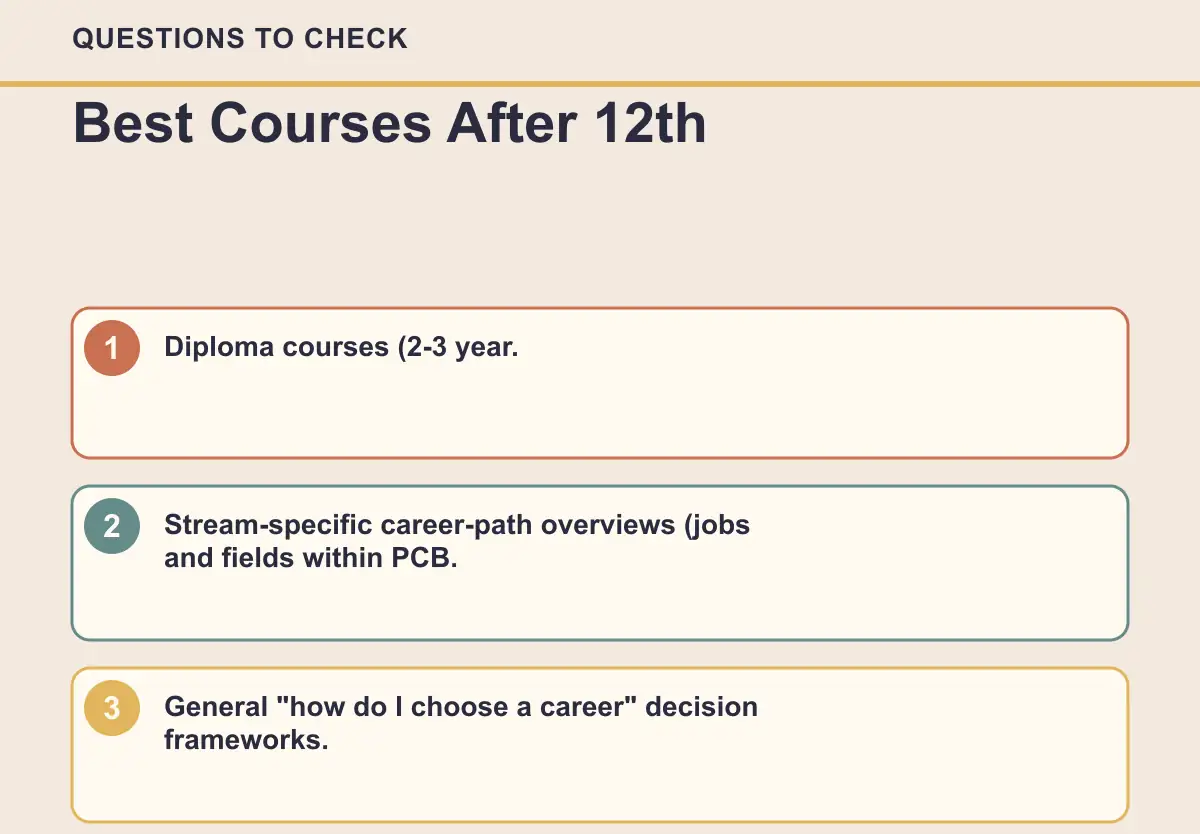 QUESTIONS TO CHECK
Best Courses After 12th
1
Diploma courses (2-3 year.
2
Stream-specific career-path overviews (jobs
and fields within PCB.
3
General "how do I choose a career" decision
frameworks.